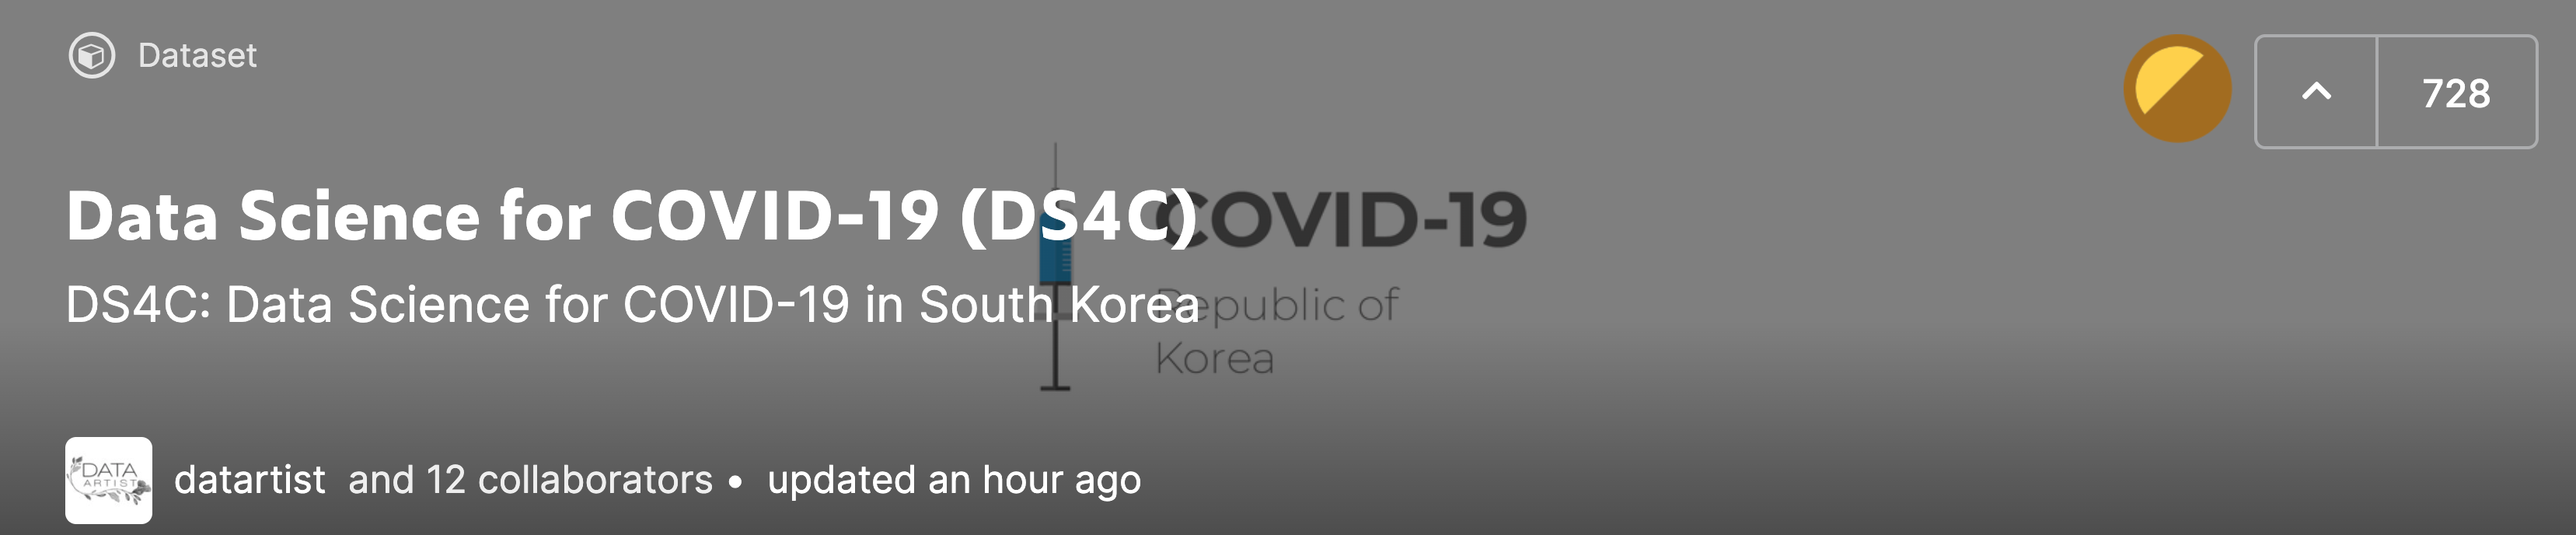 Dataset
728
Data Science for COVID-19 (DS4C)
COVID-19
DS4C: Data Science for COVID-19 in South Korea
Republic of
Korea
DATA
ARTIST
datartist and 12 collaborators • updated an hour ago